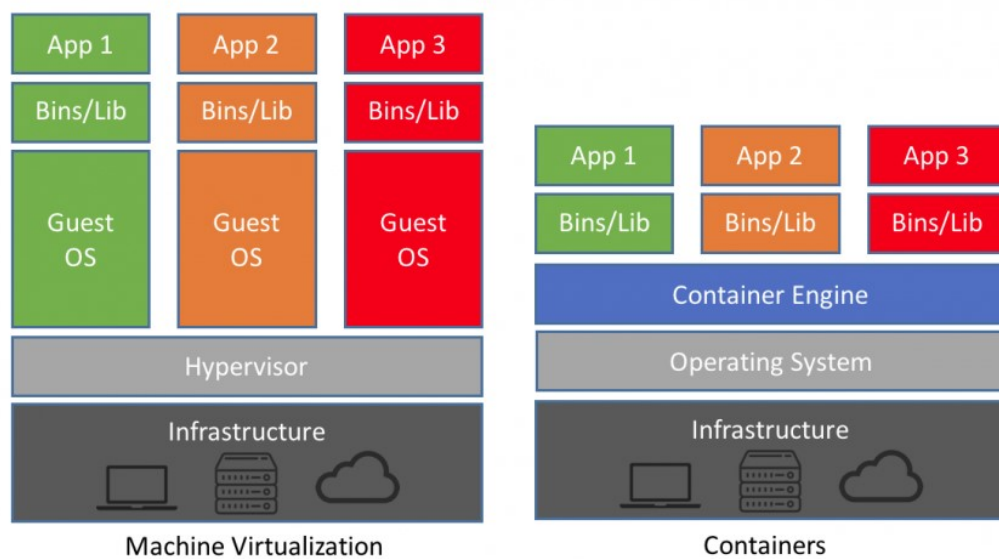 App 1
App 2
App 3
Bins/Lib
Bins/Lib
Bins/Lib
Guest
OS
Guest
OS
Guest
OS
Hypervisor
Infrastructure
Machine Virtualization
App 1
App 2
App 3
Bins/Lib
Bins/Lib
Bins/Lib
Container Engine
Operating System
Infrastructure
Containers